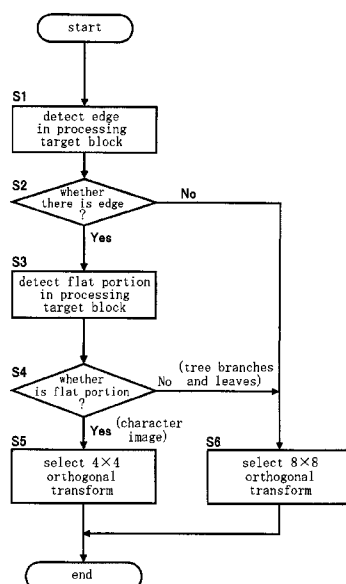 start
S1
detect edge
in processing
target block
S2
whether
there is edge
?
No
Yes
S3
detect flat portion
in processing
target block
S4
whether
is flat portion
?
No
(tree branches
and leaves)
Yes
(character
image)
S5
select 4×4
orthogonal
transform
S6
select 8×8
orthogonal
transform
end